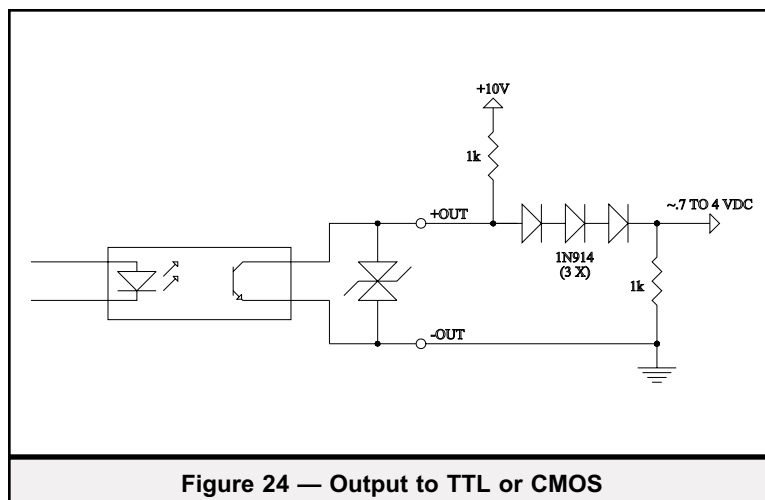 +10V
1k
+OUT
~.7 TO 4 VDC
1N914
(3 X)
1k
-OUT
Figure 24 — Output to TTL or CMOS